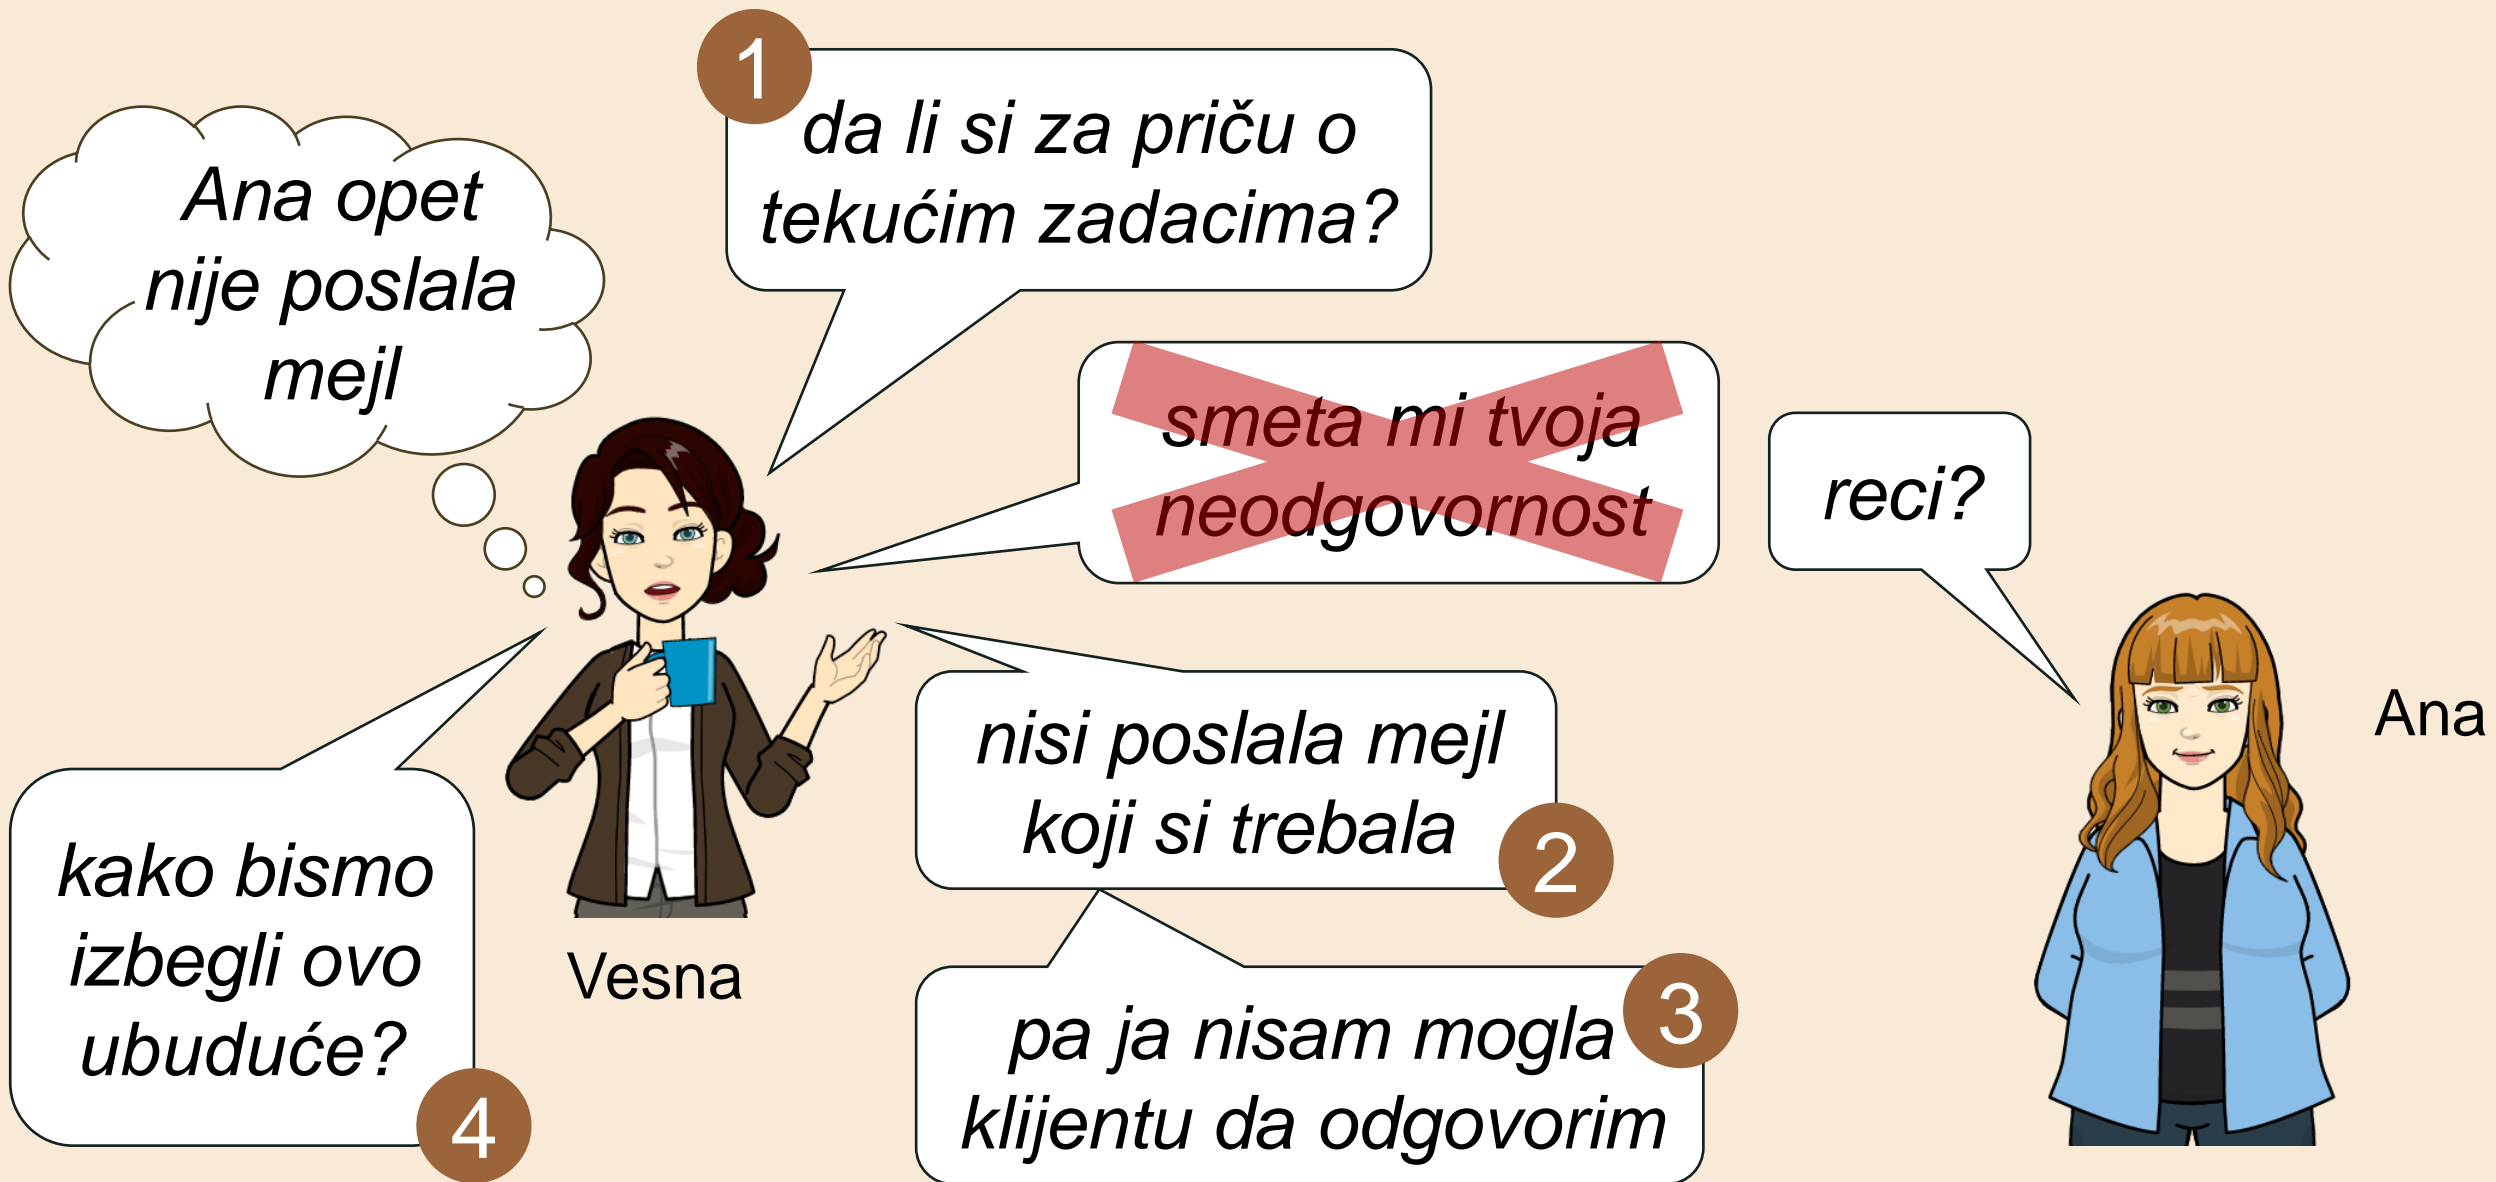 1
da li si za priču o
tekućim zadacima?
Ana opet
nije poslala
mejl
smeta mi tvoja
neodgovornost
reci?
Ana
nisi poslala mejl
koji si trebala
2
Vesna
pa ja nisam mogla
klijentu da odgovorim
3
kako bismo
izbegli ovo
ubuduće?
4